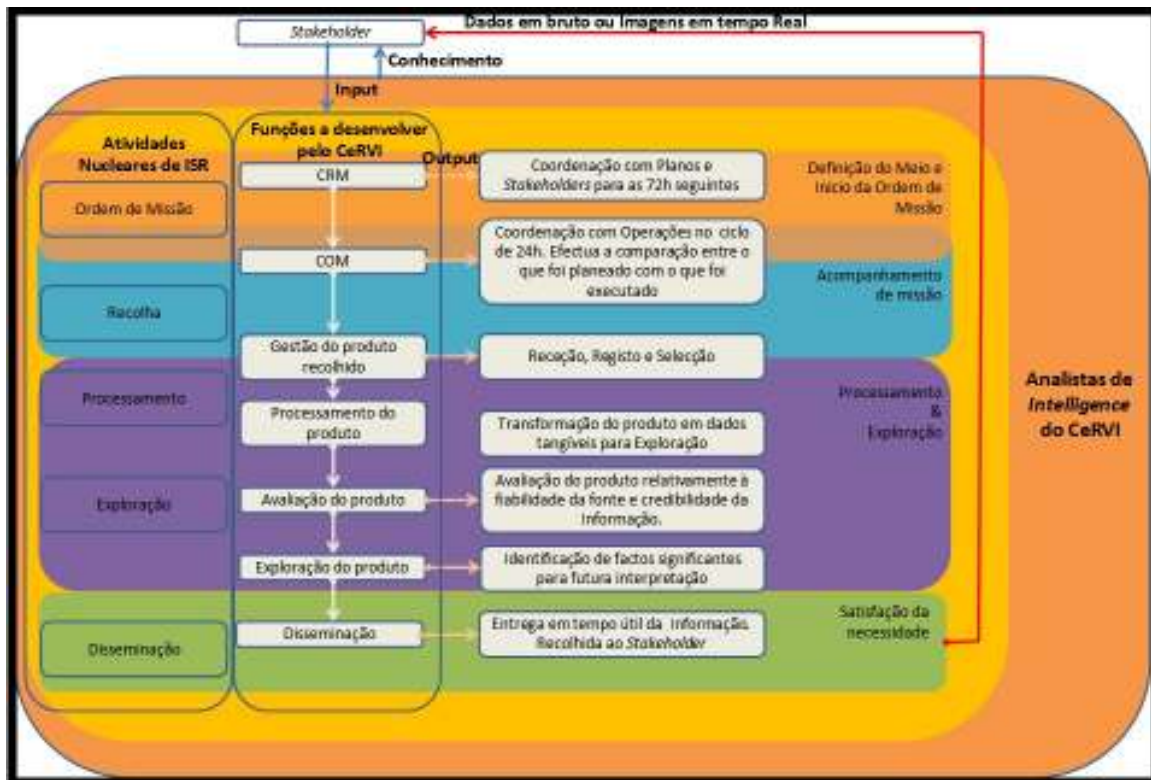 Dados em bruto ou Imagens em tempo Real
Stakeholder
Conhecimento
Input
Atividades
Nucleares de ISR
Funções a desenvolver
pelo CeRVI
Output
CRM
Coordenação com Planos e
Stakeholders para as 72h seguintes
Definição do Meio e
Inicio da Ordem de
Missão
Ordem de Missão
COM
Coordenação com Operações no ciclo
de 24h. Efectua a comparação entre o
que foi planeado com o que foi
executado
Acompanhamento
de missão
Recolha
Gestão do produto
recolhido
Receção, Registo e Selecção
Processamento
Processamento do
produto
Transformação do produto em dados
tangíveis para Exploração
Processamento
&
Exploração
Analistas de
Intelligence
do CeRVI
Exploração
Avaliação do produto
Avaliação do produto relativamente à
fiabilidade da fonte e credibilidade da
Informação.
Exploração do produto
Identificação de factos significantes
para futura interpretação
Disseminação
Disseminação
Entrega em tempo útil da Informação
Recolhida ao Stakeholder
Satisfação da
necessidade